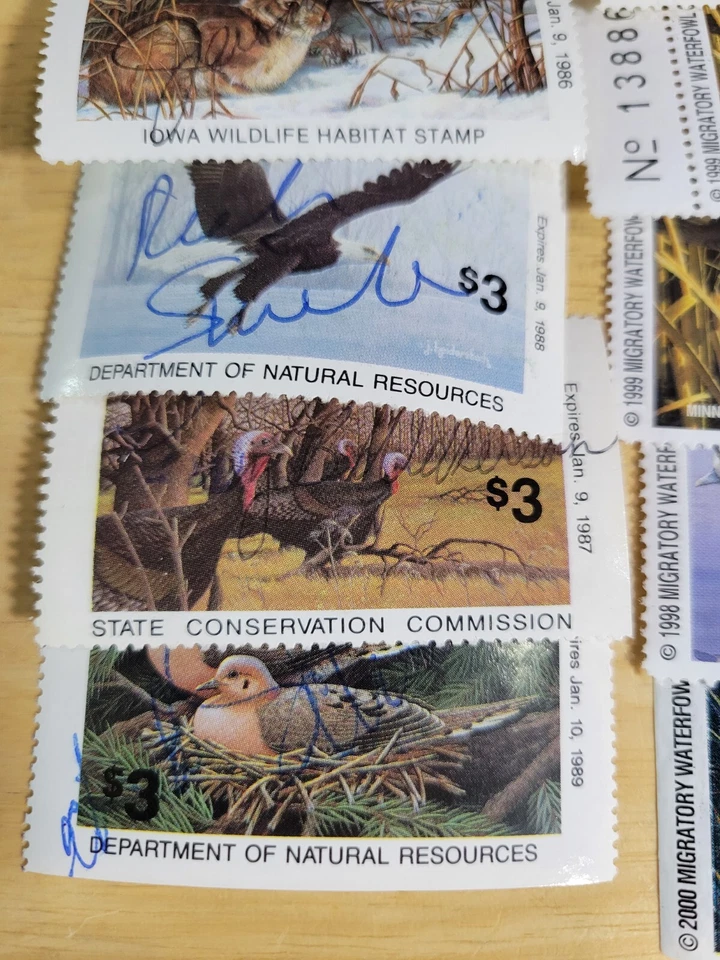 Jan. 9, 1986
IOWA WILDLIFE HABITAT STAMP
$3
Expires Jan. 9, 1988
DEPARTMENT OF NATURAL RESOURCES
$3
Expires Jan. 9, 1987
STATE CONSERVATION COMMISSION
$3
ires Jan. 10, 1989
DEPARTMENT OF NATURAL RESOURCES
No 13886
© 1999 MIGRATORY WATERFOWL
© 1999 MIGRATORY WATERFOW
MINN
© 1998 MIGRATORY WATERF
© 2000 MIGRATORY WATERFOW